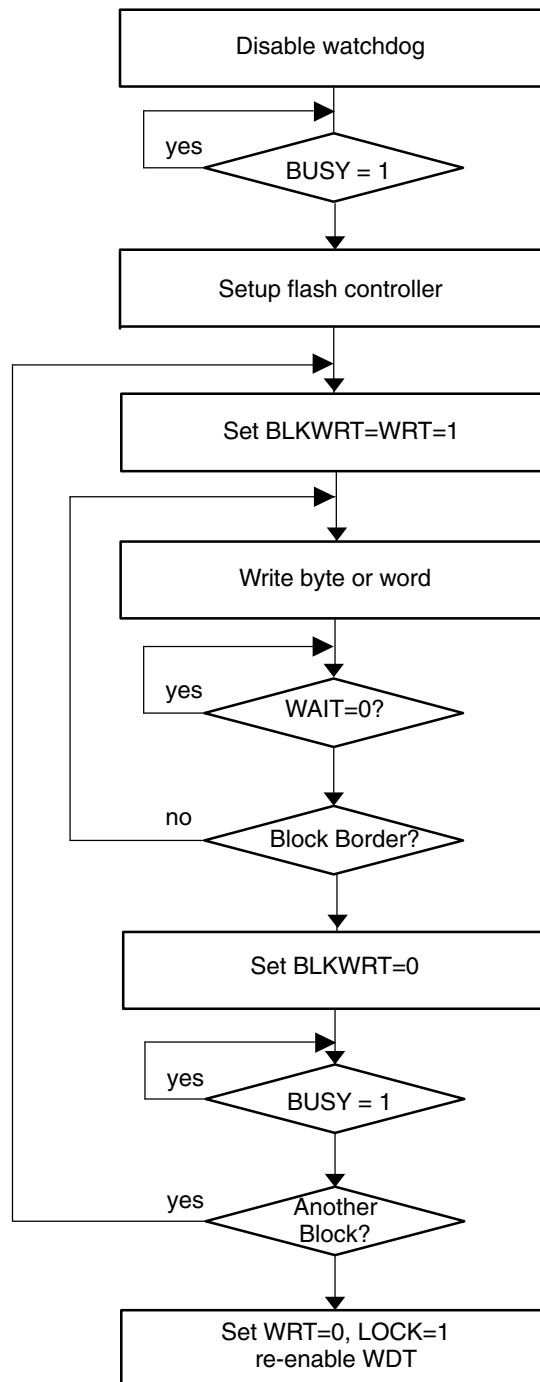 Disable watchdog
yes
BUSY = 1
Setup flash controller
Set BLKWRT=WRT=1
Write byte or word
yes
WAIT=0?
no
Block Border?
Set BLKWRT=0
yes
BUSY = 1
yes
Another
Block?
Set WRT=0, LOCK=1
re-enable WDT